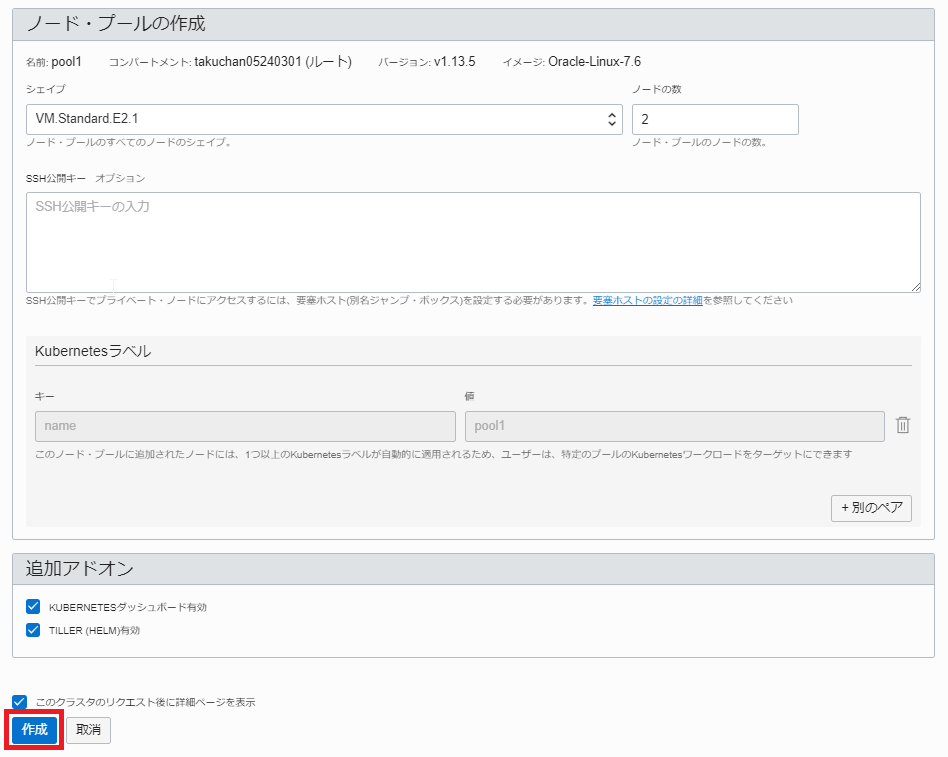 ノード・プールの作成
名前: pool1 コンパートメント: takuchan05240301 (ルート) バージョン: v1.13.5 イメージ: Oracle-Linux-7.6
シェイプ ノードの数
VM.Standard.E2.1 2
ノード・プールのすべてのノードのシェイプ。 ノード・プールのノードの数。
SSH公開キー オプション
SSH公開キーの入力
SSH公開キーでプライベート・ノードにアクセスするには、要塞ホスト(別名ジャンプ・ボックス)を設定する必要があります。要塞ホストの設定の詳細を参照してください
Kubernetesラベル
キー 値
name pool1
このノード・プールに追加されたノードには、1つ以上のKubernetesラベルが自動的に適用されるため、ユーザーは、特定のプールのKubernetesワークロードをターゲットにできます
+ 別のペア
追加アドオン
KUBERNETESダッシュボード有効
TILLER (HELM)有効
このクラスタのリクエスト後に詳細ページを表示
作成 取消